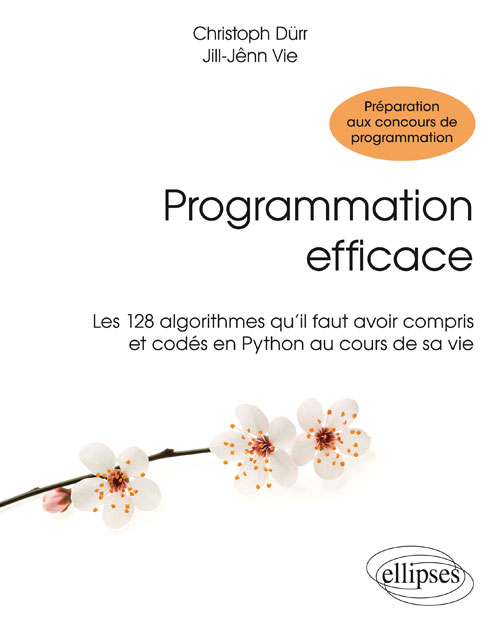 Christoph Dürr
Jill-Jênn Vie
Préparation
aux concours de
programmation
Programmation
efficace
Les 128 algorithmes qu'il faut avoir compris
et codés en Python au cours de sa vie
ellipses